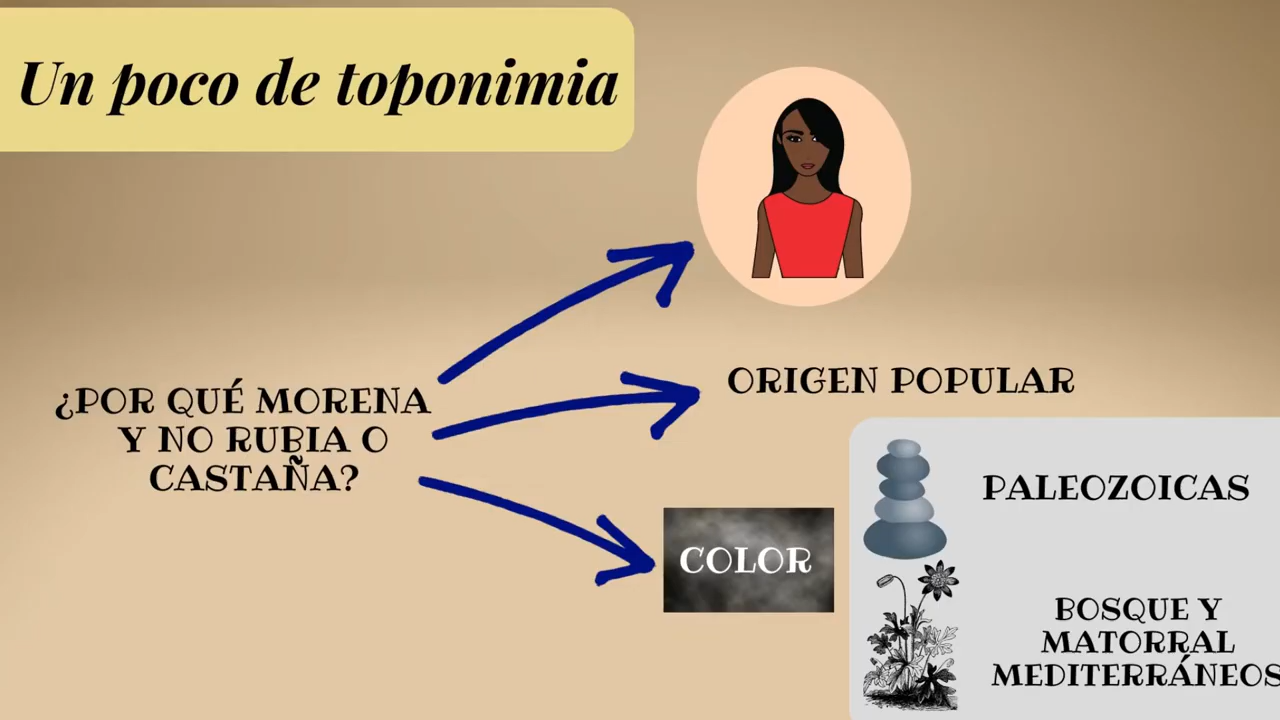 Un poco de toponimia
¿POR QUÉ MORENA
Y NO RUBIA O
CASTAÑA?
ORIGEN POPULAR
COLOR
PALEOZOICAS
BOSQUE Y
MATORRAL
MEDITERRÁNEOS